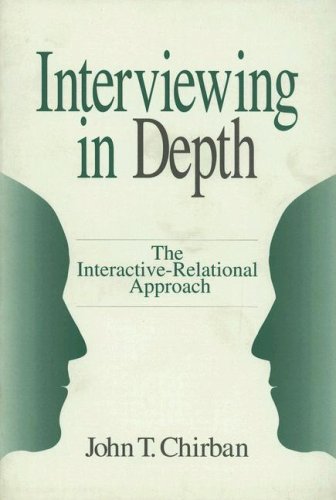 Interviewing
in Depth
The
Interactive-Relational
Approach
John T. Chirban